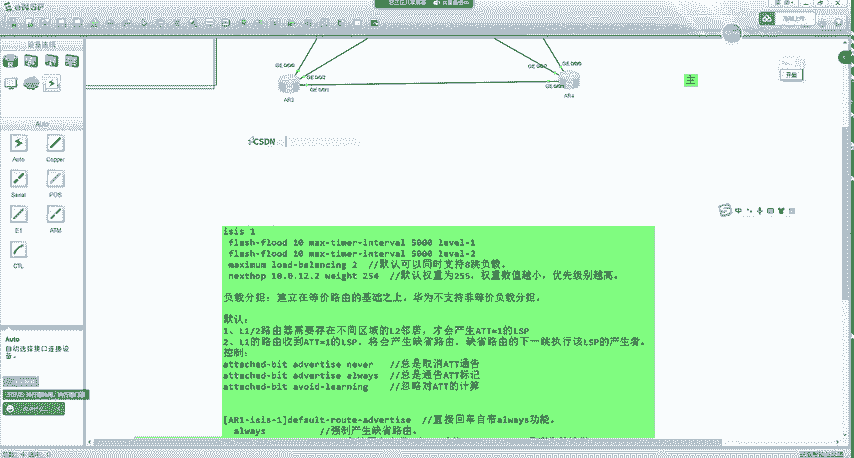 eNSP
GE 0/0/0
GE 0/0/2
GE 0/0/1
AR4
主
开始
Auto
Auto
Copper
Serial
POS
E1
ATM
CTL
CSDN
中
isis 1
flash-flood 10 max-timer-interval 5000 level-1
flash-flood 10 max-timer-interval 5000 level-2
maximum load-balancing 2 //默认可以同时支持8跳负载。
nexthop 10.0.12.2 weight 254 //默认权重为255，权重数值越小，优先级别越高。
负载分担：建立在等价路由的基础之上，华为不支持非等价负载分担。
默认：
1、L1/2路由器需要存在不同区域的L2邻居，才会产生ATT=1的LSP
2、L1的路由收到ATT=1的LSP，将会产生缺省路由，缺省路由的下一跳执行该LSP的产生者。
控制：
attached-bit advertise never //总是取消ATT通告
attached-bit advertise always //总是通告ATT标记
attached-bit avoid-learning //忽略对ATT的计算
[AR1-isis-1]default-route-advertise //直接回车自带always功能。
always //强制产生缺省路由。
Auto
自动选择接口连接设备。